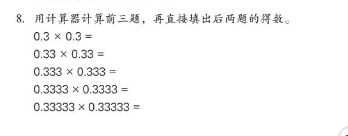 8. 用计算器计算前三题，再直接填出后两题的得数。
0.3 × 0.3 =
0.33 × 0.33 =
0.333 × 0.333 =
0.3333 × 0.3333 =
0.33333 × 0.33333 =